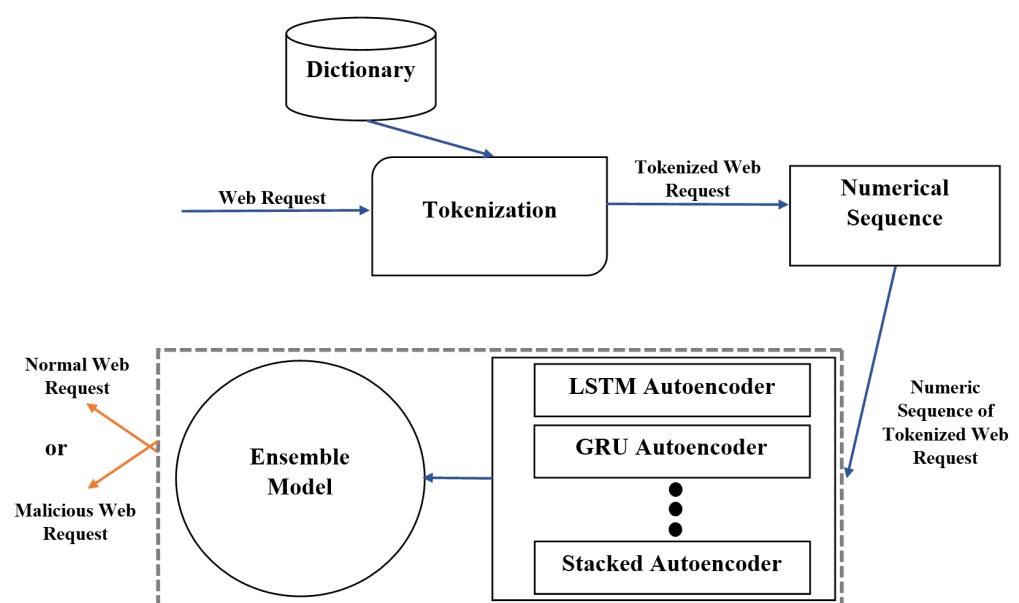 Dictionary
Web Request
Tokenization
Tokenized Web
Request
Numerical
Sequence
Numeric
Sequence of
Tokenized Web
Request
LSTM Autoencoder
GRU Autoencoder
Stacked Autoencoder
Ensemble
Model
Normal Web
Request
or
Malicious Web
Request